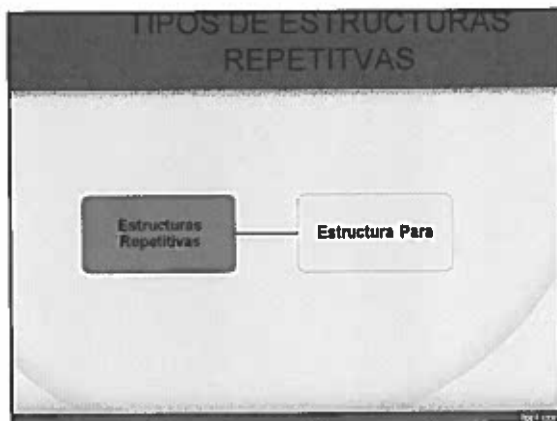 TIPOS DE ESTRUCTURAS
REPETITVAS
Estructuras
Repetitivas
Estructura Para